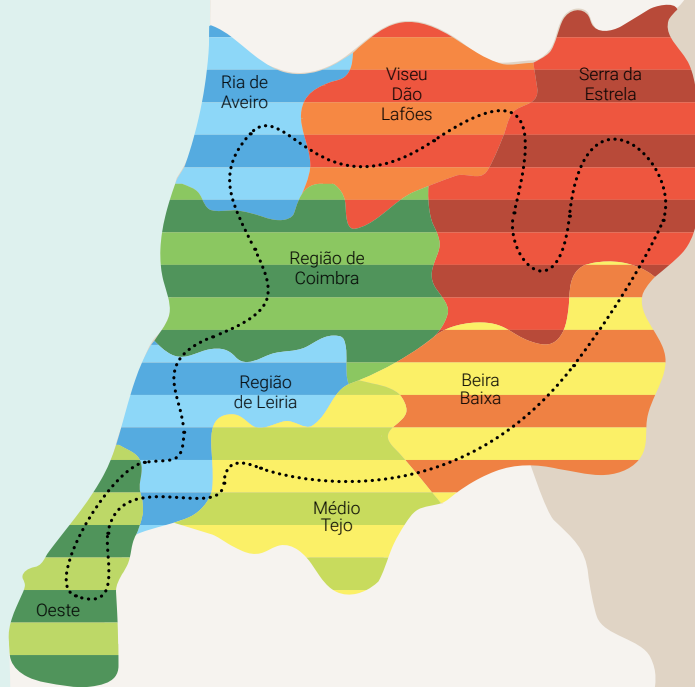 Ria de
Aveiro
Viseu
Dão
Lafões
Serra da
Estrela
Região de
Coimbra
Região
de Leiria
Beira
Baixa
Médio
Tejo
Oeste